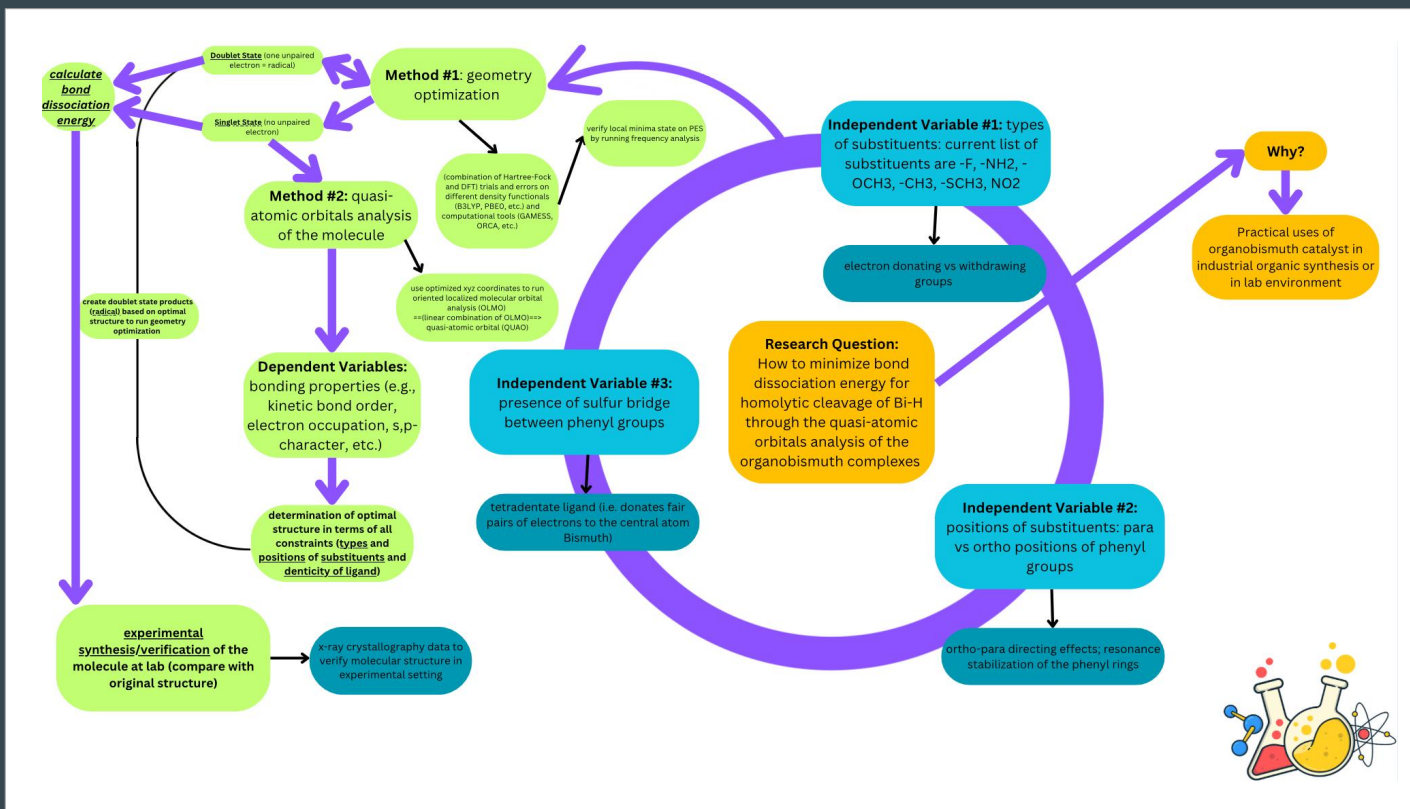 calculate
bond
dissociation
energy
Doublet State (one unpaired
electron = radical)
Singlet State (no unpaired
electron)
Method #1: geometry
optimization
verify local minima state on PES
by running frequency analysis
(combination of Hartree-Fock
and DFT) trials and errors on
different density functionals
(B3LYP, PBE0, etc.) and
computational tools (GAMESS,
ORCA, etc.)
Method #2: quasi-
atomic orbitals analysis
of the molecule
use optimized xyz coordinates to run
oriented localized molecular orbital
analysis (OLMO)
==(linear combination of OLMO)==>
quasi-atomic orbital (QUAO)
create doublet state products
(radical) based on optimal
structure to run geometry
optimization
Dependent Variables:
bonding properties (e.g.,
kinetic bond order,
electron occupation, s,p-
character, etc.)
determination of optimal
structure in terms of all
constraints (types and
positions of substituents and
denticity of ligand)
experimental
synthesis/verification of the
molecule at lab (compare with
original structure)
x-ray crystallography data to
verify molecular structure in
experimental setting
Independent Variable #1: types
of substituents: current list of
substituents are -F, -NH2, -
OCH3, -CH3, -SCH3, NO2
electron donating vs withdrawing
groups
Independent Variable #3:
presence of sulfur bridge
between phenyl groups
tetradentate ligand (i.e. donates fair
pairs of electrons to the central atom
Bismuth)
Research Question:
How to minimize bond
dissociation energy for
homolytic cleavage of Bi-H
through the quasi-atomic
orbitals analysis of the
organobismuth complexes
Independent Variable #2:
positions of substituents: para
vs ortho positions of phenyl
groups
ortho-para directing effects; resonance
stabilization of the phenyl rings
Why?
Practical uses of
organobismuth catalyst in
industrial organic synthesis or
in lab environment